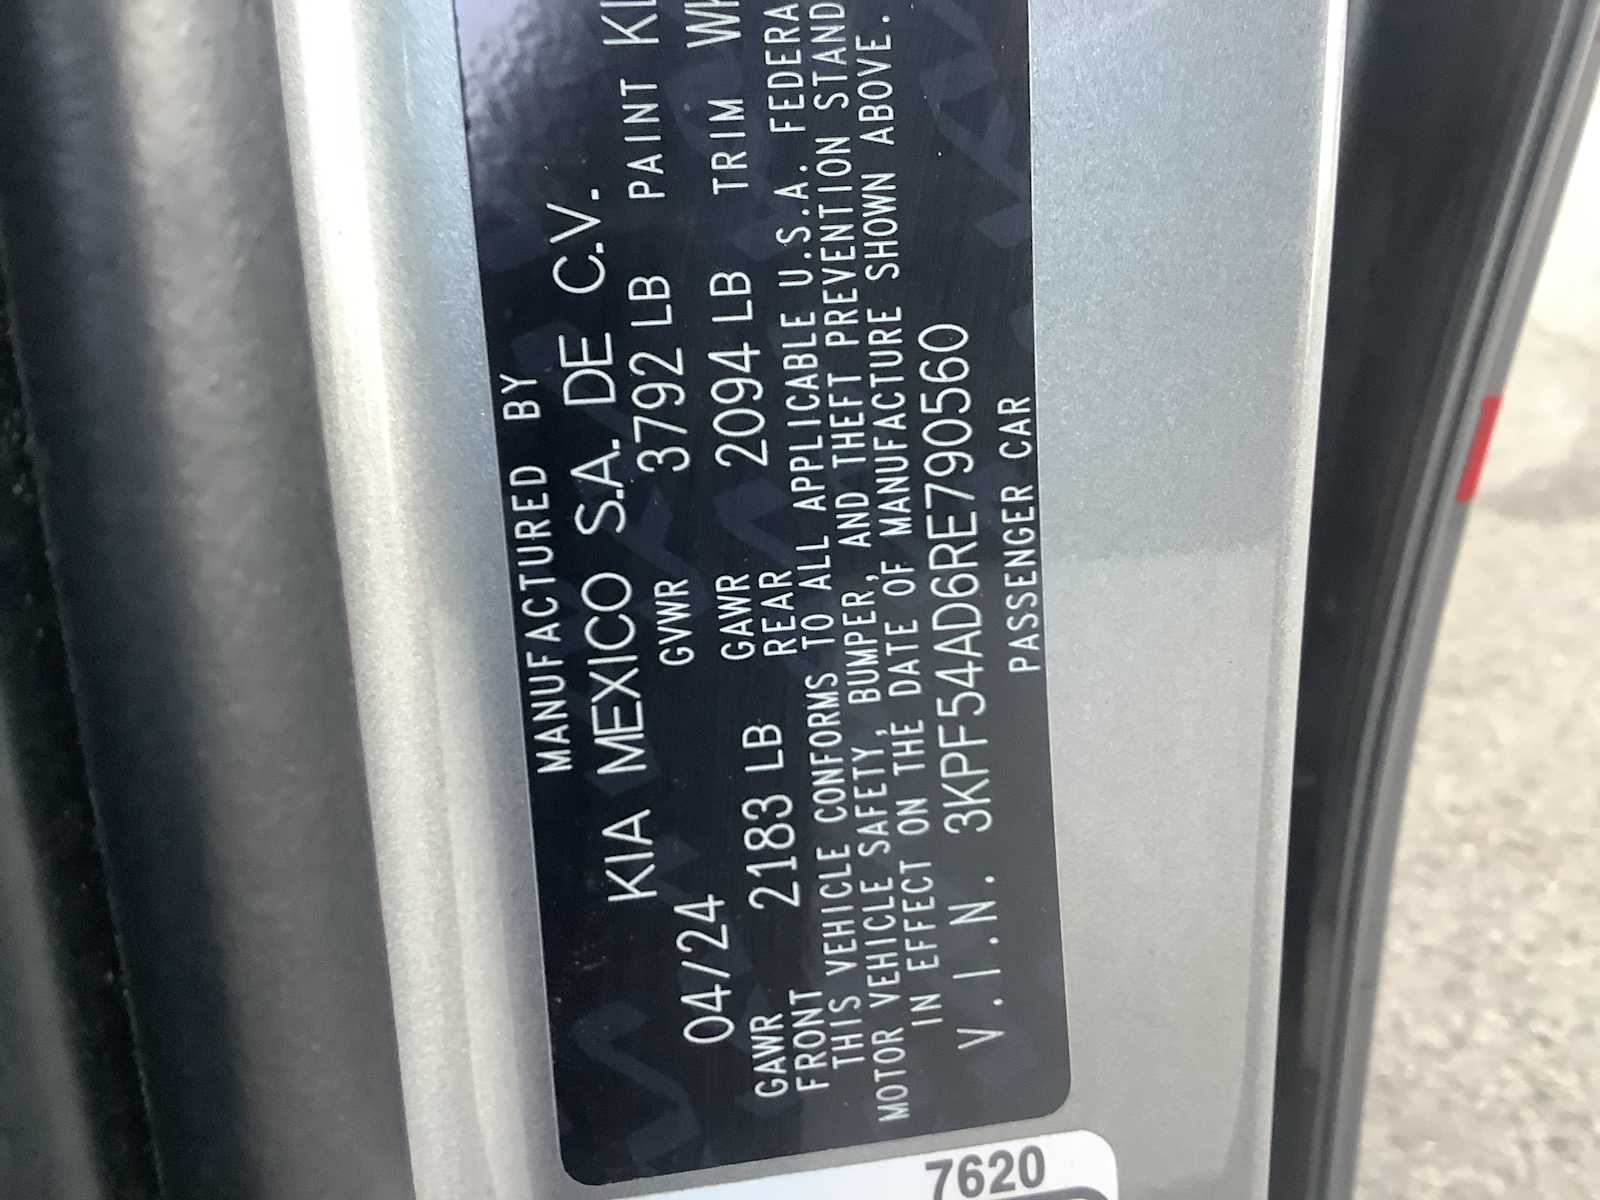 MANUFACTURED BY
KIA MEXICO S.A. DE C.V.
04/24 GVWR 3792 LB PAINT
GAWR FRONT 2183 LB GAWR REAR 2094 LB TRIM
THIS VEHICLE CONFORMS TO ALL APPLICABLE U.S.A. FEDERA
MOTOR VEHICLE SAFETY, BUMPER, AND THEFT PREVENTION STAND
IN EFFECT ON THE DATE OF MANUFACTURE SHOWN ABOVE.
V.I.N. 3KPF54AD6RE790560
PASSENGER CAR
7620